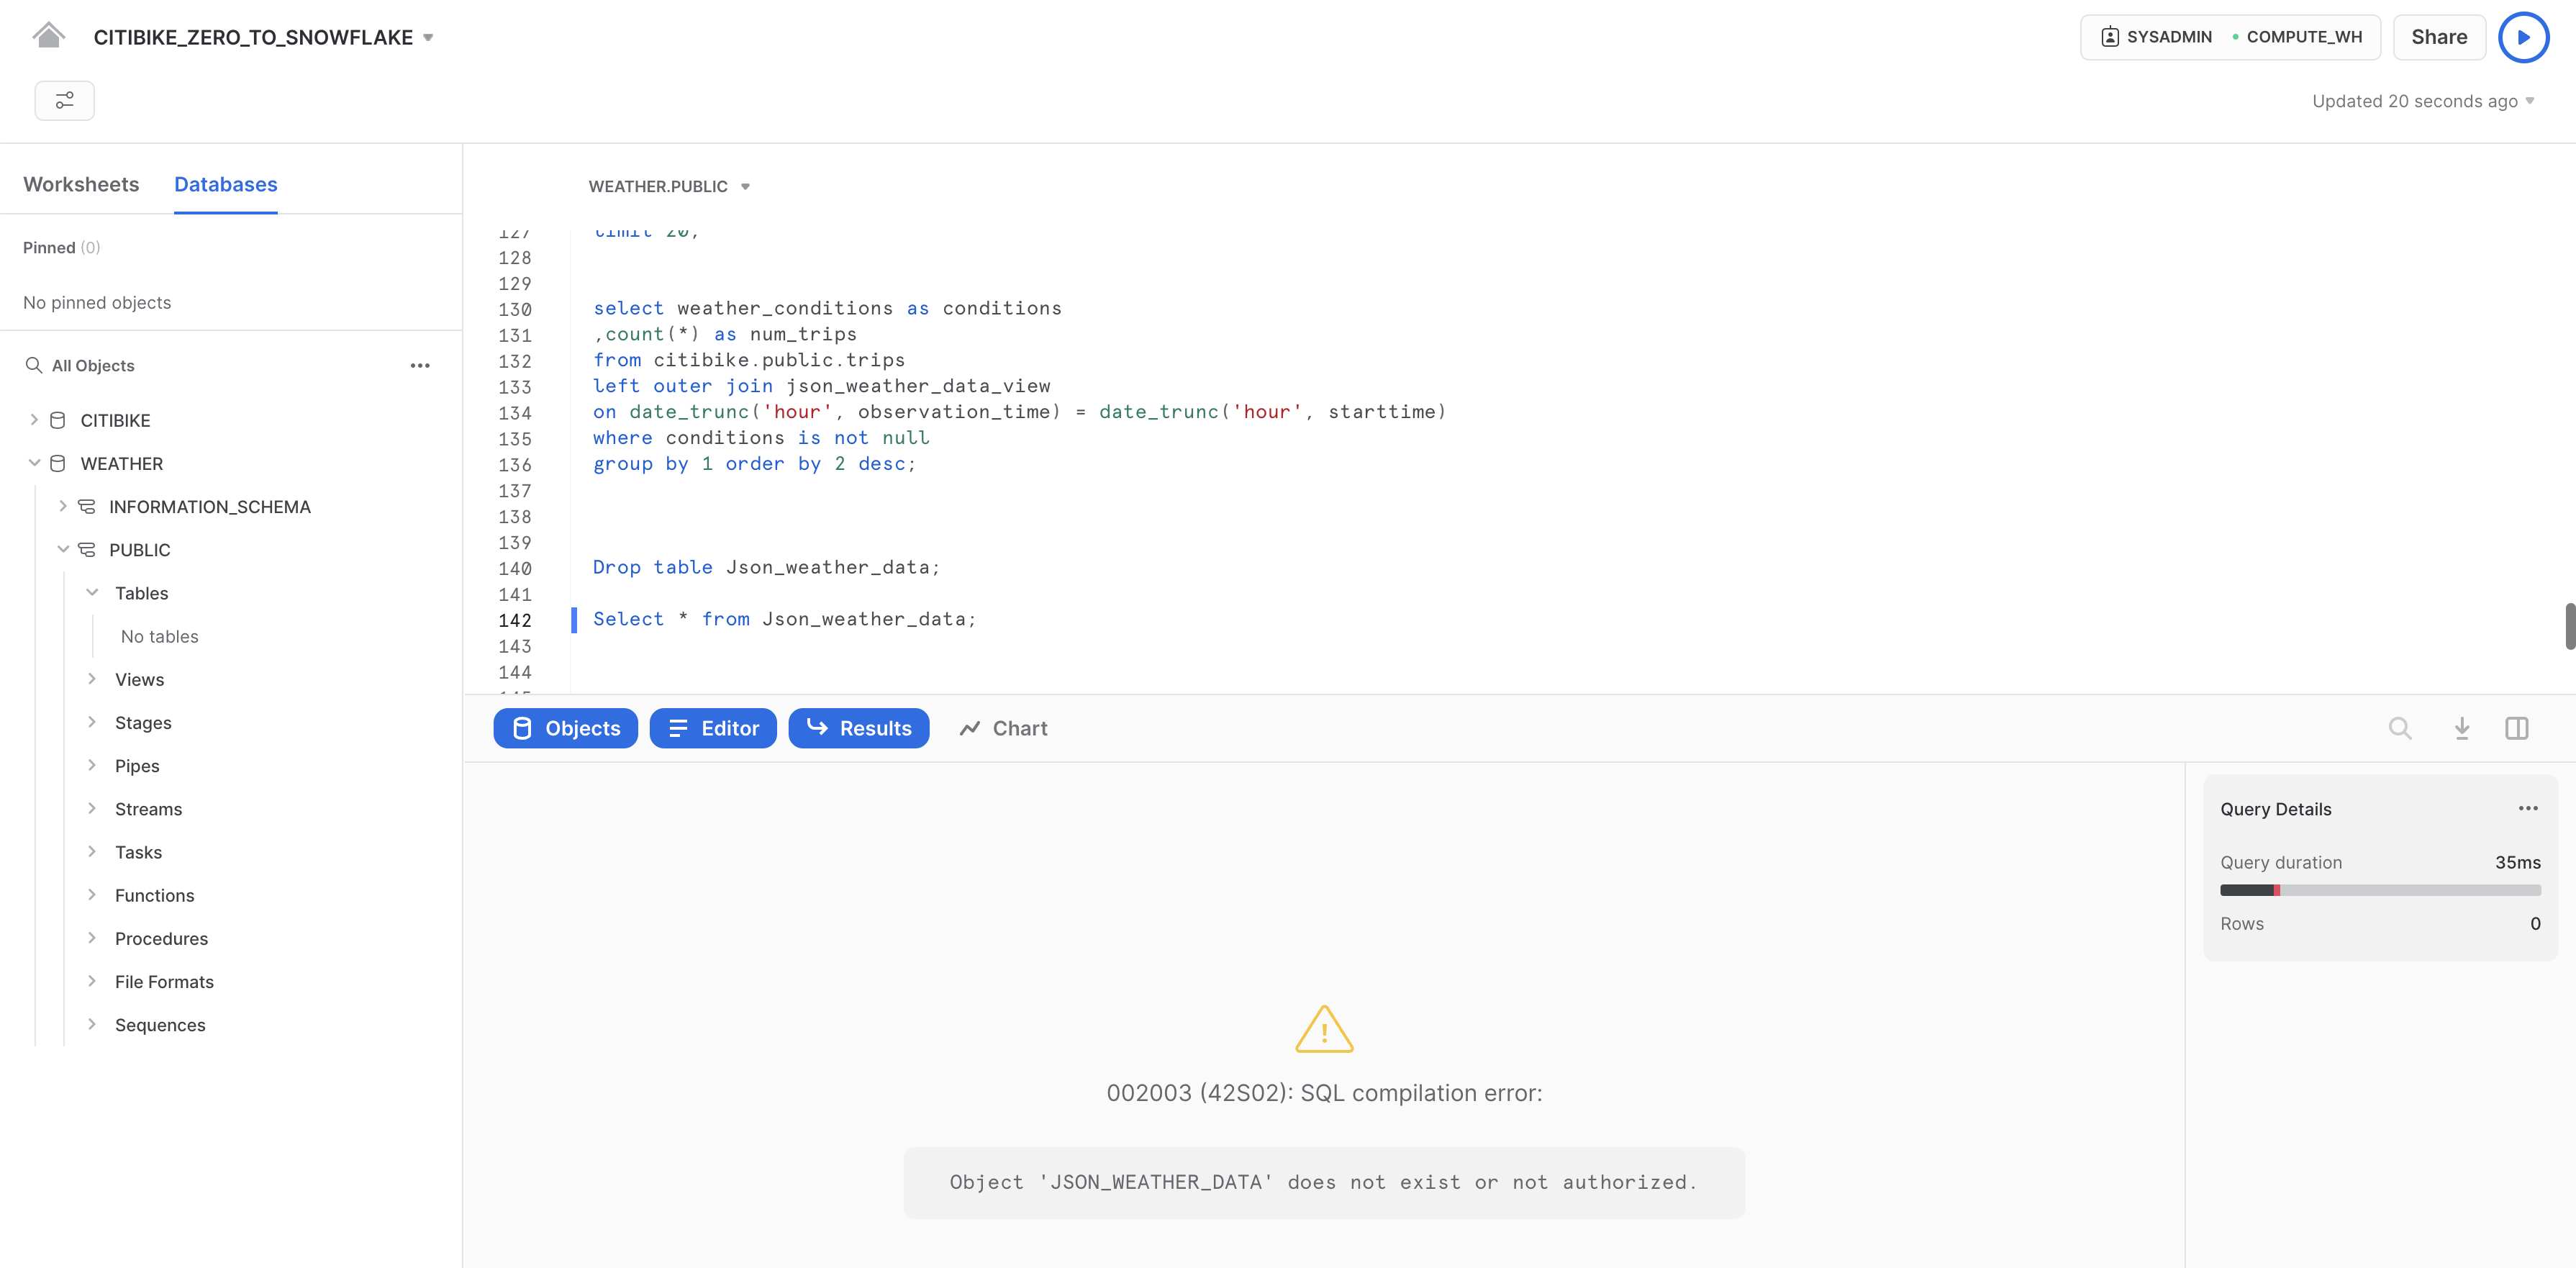 CITIBIKE_ZERO_TO_SNOWFLAKE
SYSADMIN COMPUTE_WH
Share
Updated 20 seconds ago
Worksheets Databases
Pinned (0)
No pinned objects
All Objects
CITIBIKE
WEATHER
INFORMATION_SCHEMA
PUBLIC
Tables
No tables
Views
Stages
Pipes
Streams
Tasks
Functions
Procedures
File Formats
Sequences
WEATHER.PUBLIC
127 limit 20;
128
129
130 select weather_conditions as conditions
131 ,count(*) as num_trips
132 from citibike.public.trips
133 left outer join json_weather_data_view
134 on date_trunc('hour', observation_time) = date_trunc('hour', starttime)
135 where conditions is not null
136 group by 1 order by 2 desc;
137
138
139
140 Drop table Json_weather_data;
141
142 Select * from Json_weather_data;
143
144
Objects Editor Results Chart
002003 (42S02): SQL compilation error:
Object 'JSON_WEATHER_DATA' does not exist or not authorized.
Query Details
Query duration 35ms
Rows 0